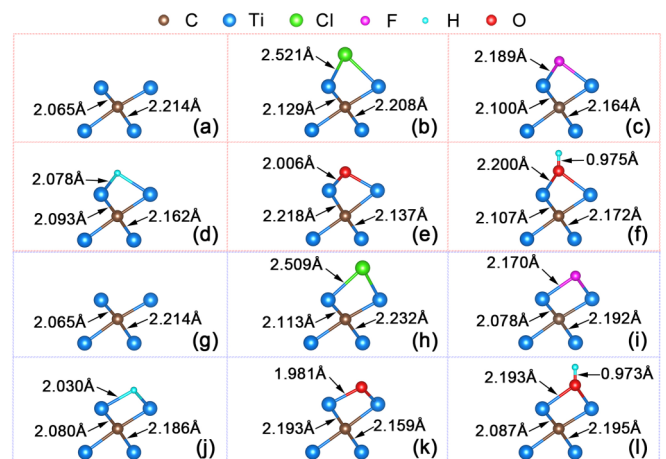 C Ti Cl F H O
2.065Å 2.214Å (a)
2.521Å 2.129Å 2.208Å (b)
2.189Å 2.100Å 2.164Å (c)
2.078Å 2.093Å 2.162Å (d)
2.006Å 2.218Å 2.137Å (e)
2.200Å 0.975Å 2.107Å 2.172Å (f)
2.065Å 2.214Å (g)
2.509Å 2.113Å 2.232Å (h)
2.170Å 2.078Å 2.192Å (i)
2.030Å 2.080Å 2.186Å (j)
1.981Å 2.193Å 2.159Å (k)
2.193Å 0.973Å 2.087Å 2.195Å (l)